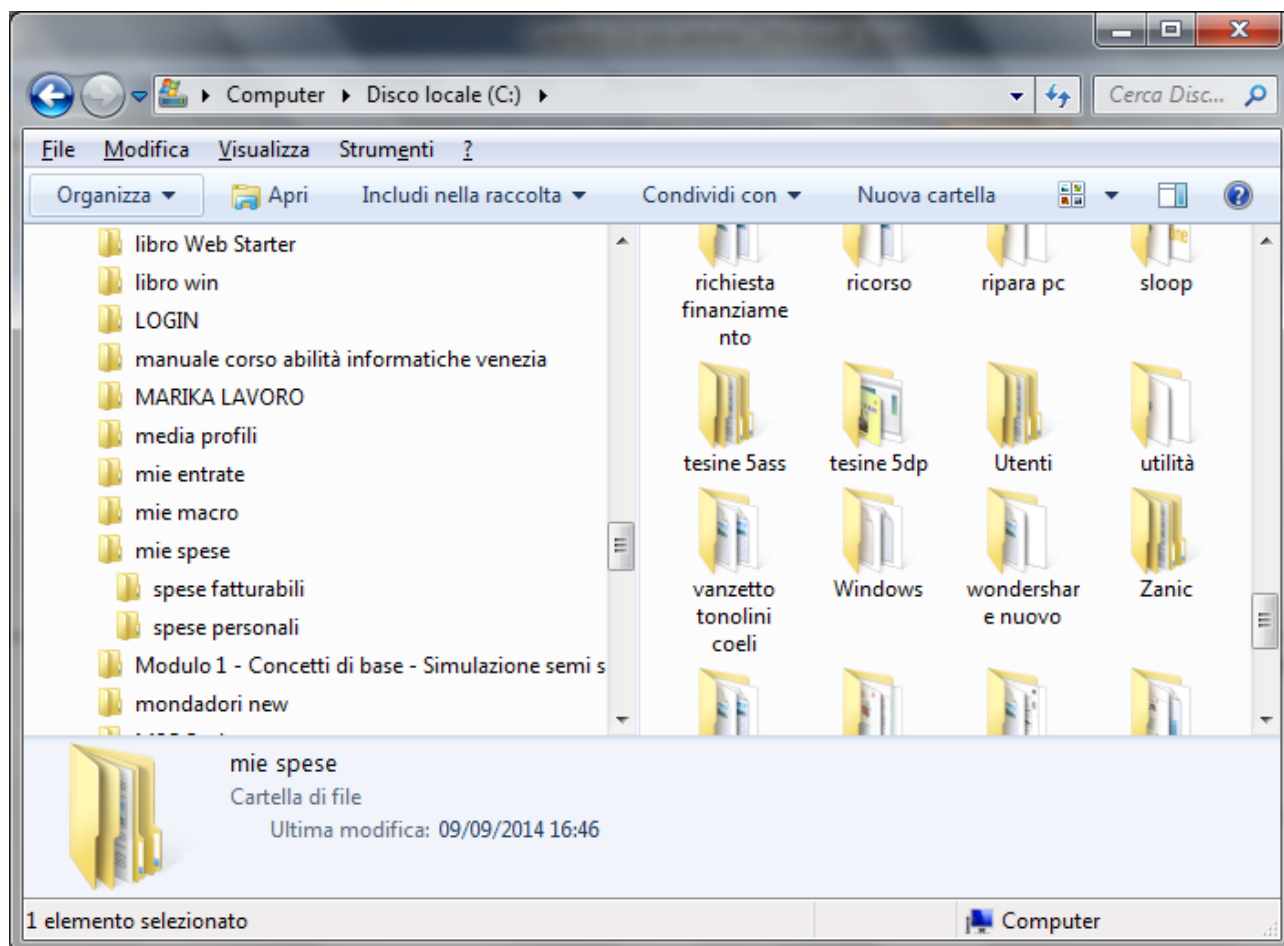 Computer ▸ Disco locale (C:) ▸
Cerca Disc...
File Modifica Visualizza Strumenti ?
Organizza Apri Includi nella raccolta Condividi con Nuova cartella
libro Web Starter
libro win
LOGIN
manuale corso abilità informatiche venezia
MARIKA LAVORO
media profili
mie entrate
mie macro
mie spese
spese fatturabili
spese personali
Modulo 1 - Concetti di base - Simulazione semi s
mondadori new
richiesta
finanziame
nto
ricorso
ripara pc
sloop
tesine 5ass
tesine 5dp
Utenti
utilità
vanzetto
tonolini
coeli
Windows
wondershar
e nuovo
Zanic
mie spese
Cartella di file
Ultima modifica: 09/09/2014 16:46
1 elemento selezionato
Computer